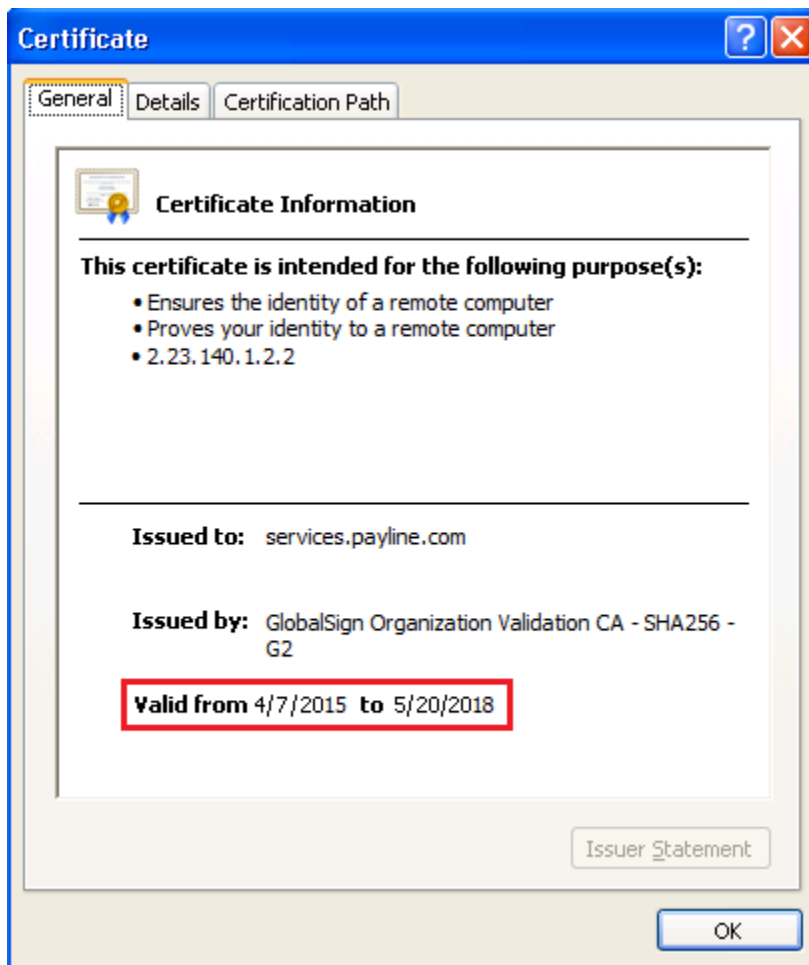 Certificate
General Details Certification Path
Certificate Information
This certificate is intended for the following purpose(s):
• Ensures the identity of a remote computer
• Proves your identity to a remote computer
• 2.23.140.1.2.2
Issued to: services.payline.com
Issued by: GlobalSign Organization Validation CA - SHA256 -
G2
Valid from 4/7/2015 to 5/20/2018
Issuer Statement
OK